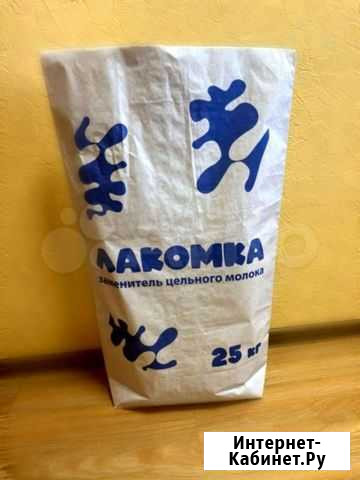 ЛАКОМКА
заменитель цельного молока
25 кг
Интернет-
Кабинет.Ру